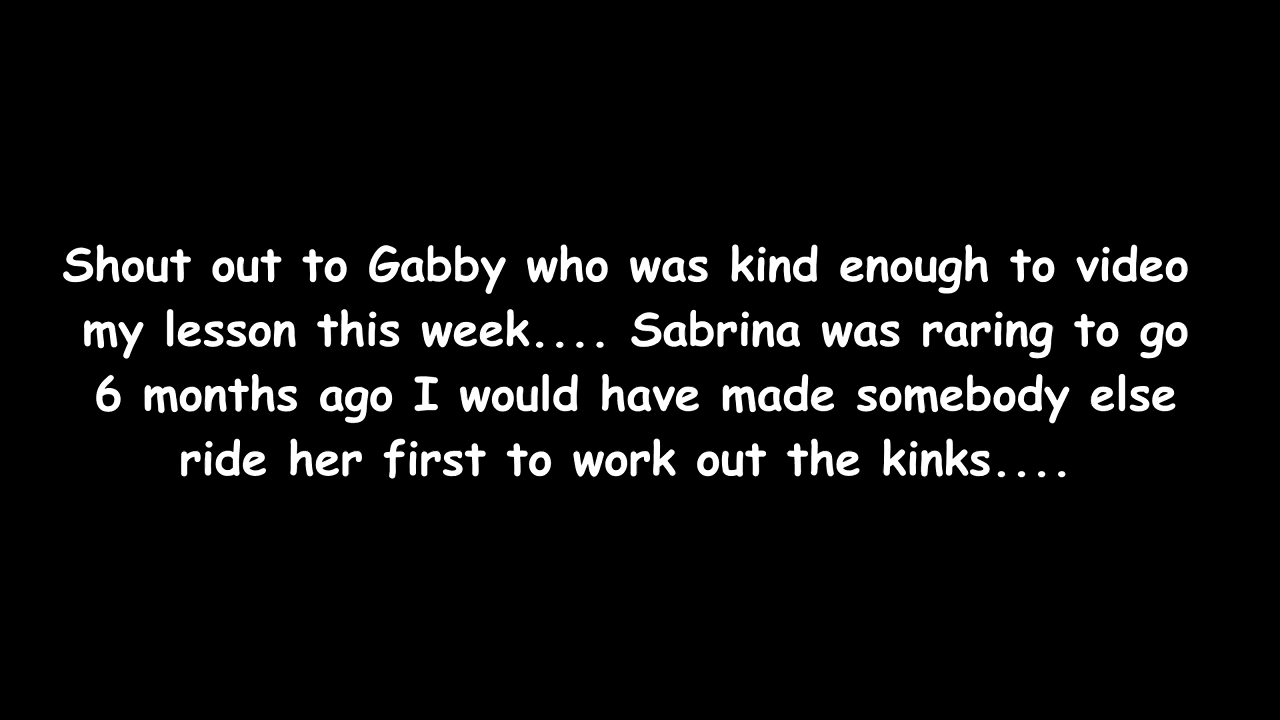 Shout out to Gabby who was kind enough to video
my lesson this week.... Sabrina was raring to go
6 months ago I would have made somebody else
ride her first to work out the kinks....